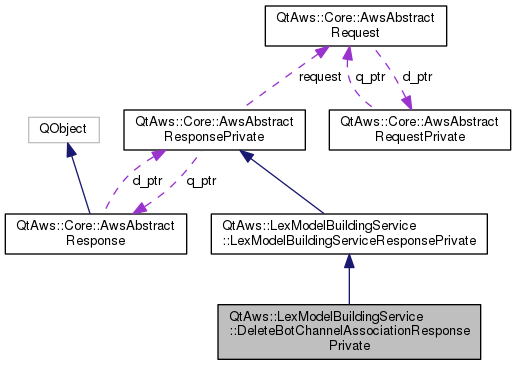 QtAws::Core::AwsAbstract
Request
request
q_ptr
d_ptr
QtAws::Core::AwsAbstract
ResponsePrivate
QtAws::Core::AwsAbstract
RequestPrivate
QObject
d_ptr
q_ptr
QtAws::Core::AwsAbstract
Response
QtAws::LexModelBuildingService
::LexModelBuildingServiceResponsePrivate
QtAws::LexModelBuildingService
::DeleteBotChannelAssociationResponse
Private